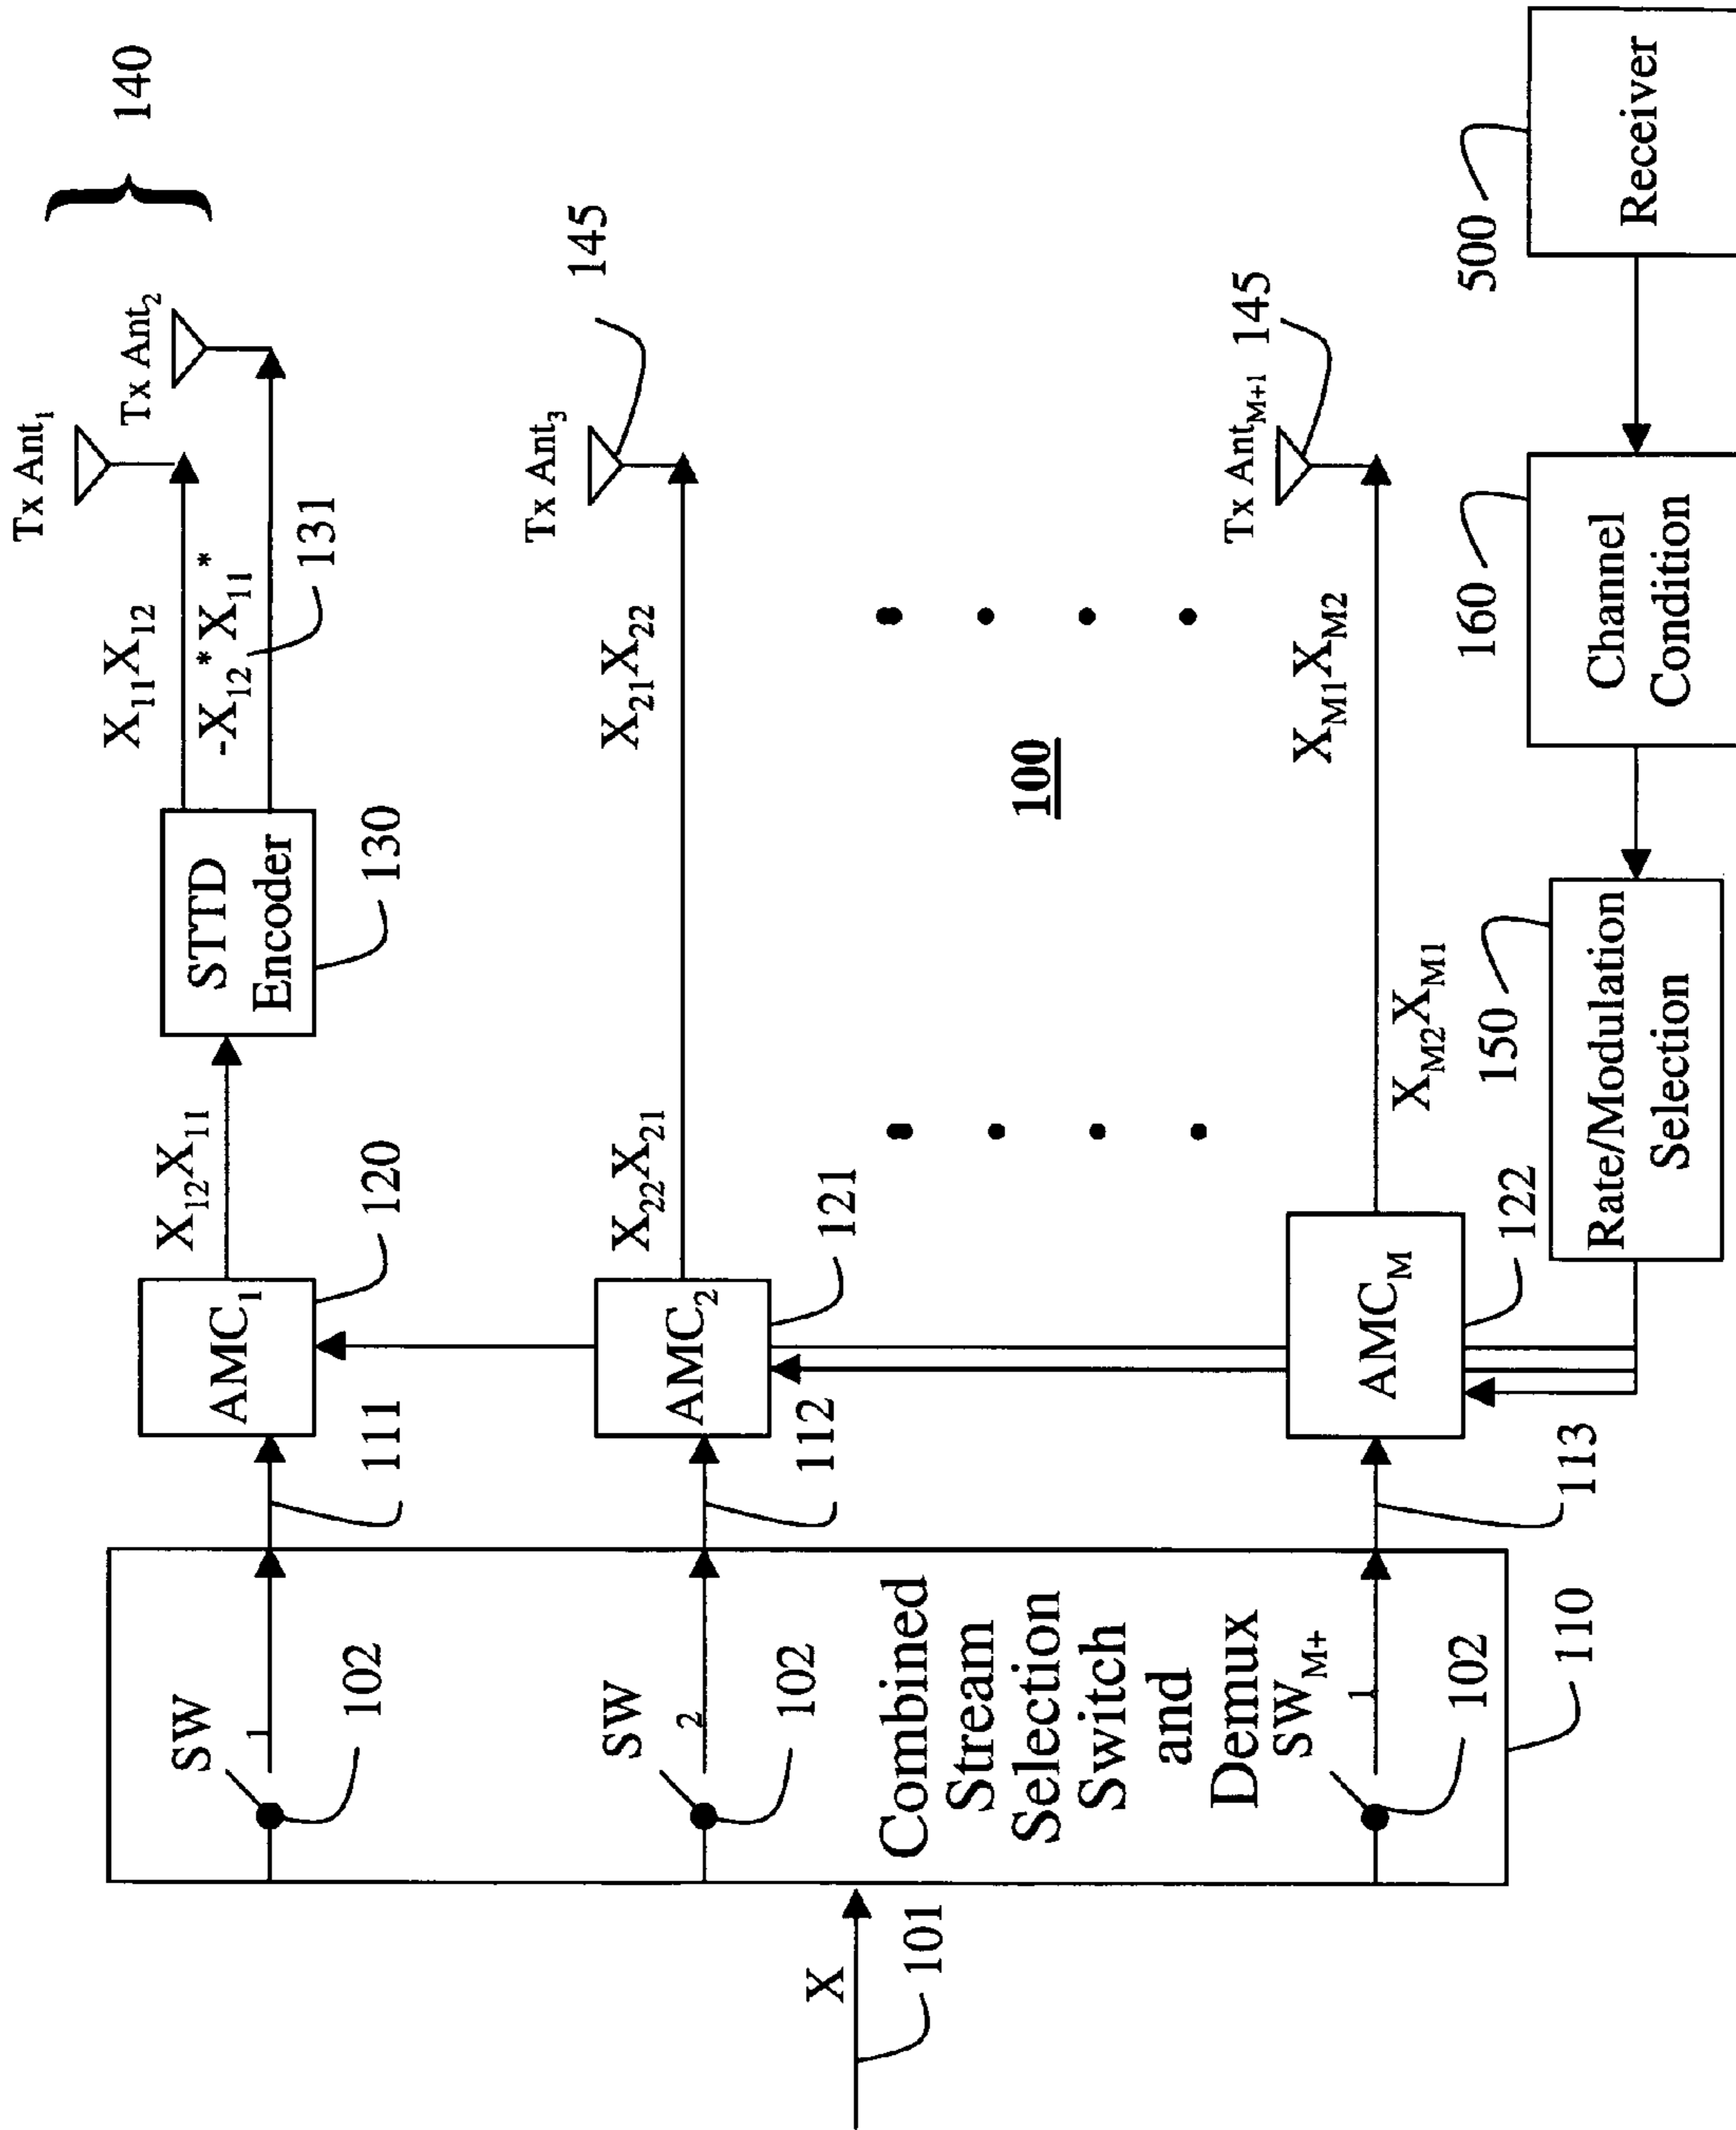 140
Tx Ant1
Tx Ant2
X11X12
-X12*X11*
131
STTD
Encoder
130
X12X11
AMC1
120
111
SW
1
102
Tx Ant3
145
X21X22
X22X21
AMC2
121
112
SW
2
102
100
Combined
Stream
Selection
Switch
and
Demux
X
101
Tx AntM+1
145
XM1XM2
XM2XM1
AMCM
122
113
SWM+
1
102
110
500
Receiver
160
Channel
Condition
150
Rate/Modulation
Selection